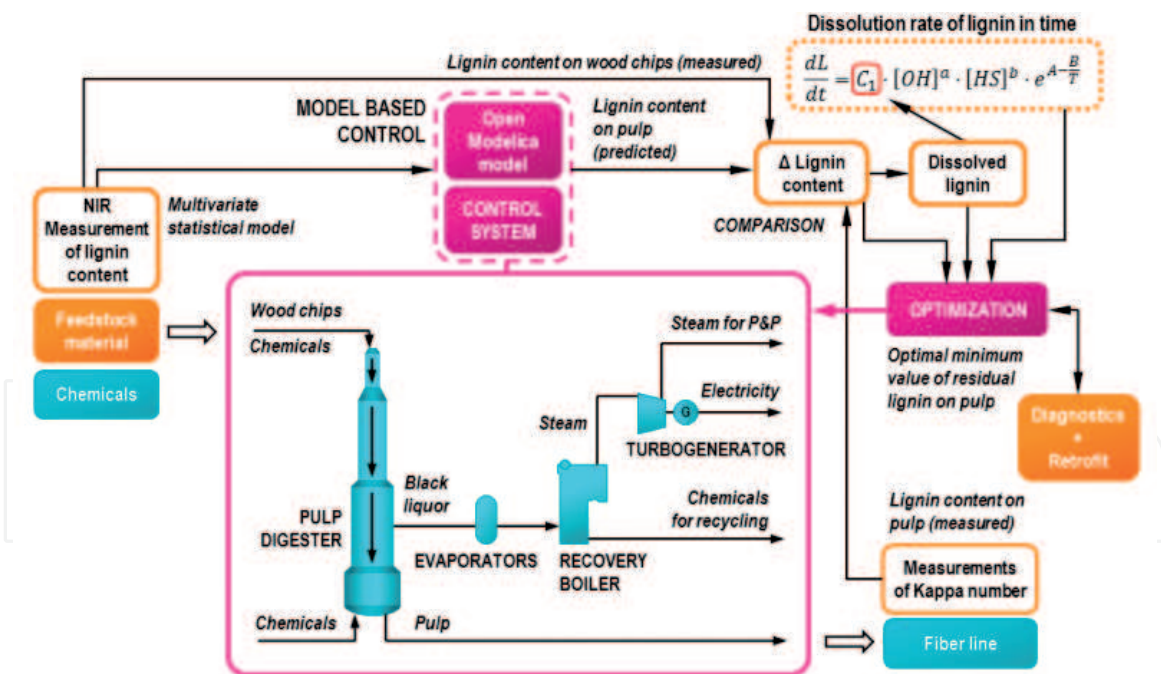 Dissolution rate of lignin in time
dL/dt = C₁ · [OH]ᵃ · [HS]ᵇ · e^(A−B/T)
Lignin content on wood chips (measured)
MODEL BASED
CONTROL
Open
Modelica
model
CONTROL
SYSTEM
Lignin content
on pulp
(predicted)
Δ Lignin
content
Dissolved
lignin
COMPARISON
NIR
Measurement
of lignin
content
Multivariate
statistical model
Feedstock
material
Chemicals
OPTIMIZATION
Optimal minimum
value of residual
lignin on pulp
Diagnostics
+
Retrofit
Wood chips
Chemicals
PULP
DIGESTER
Black
liquor
EVAPORATORS
Steam
RECOVERY
BOILER
Steam for P&P
Electricity
G
TURBOGENERATOR
Chemicals
for recycling
Chemicals
Pulp
Lignin content on
pulp (measured)
Measurements
of Kappa number
Fiber line